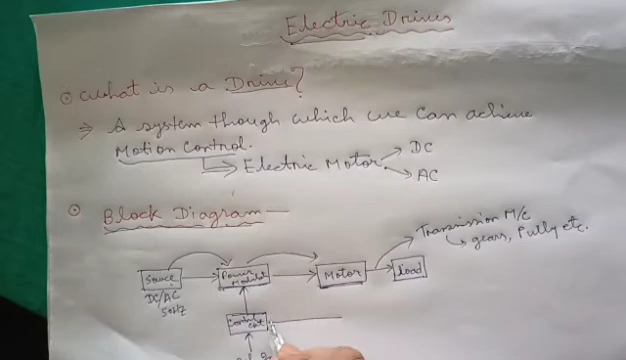 Electric Drives
What is a Drive?
⇒ A system though which we can achieve
Motion Control.
⇒ Electric Motor → DC
→ AC
Block Diagram —
Transmission M/c
↳ gears, Pully etc.
Source
Power
Motor
Load
DC/AC
50Hz
Control